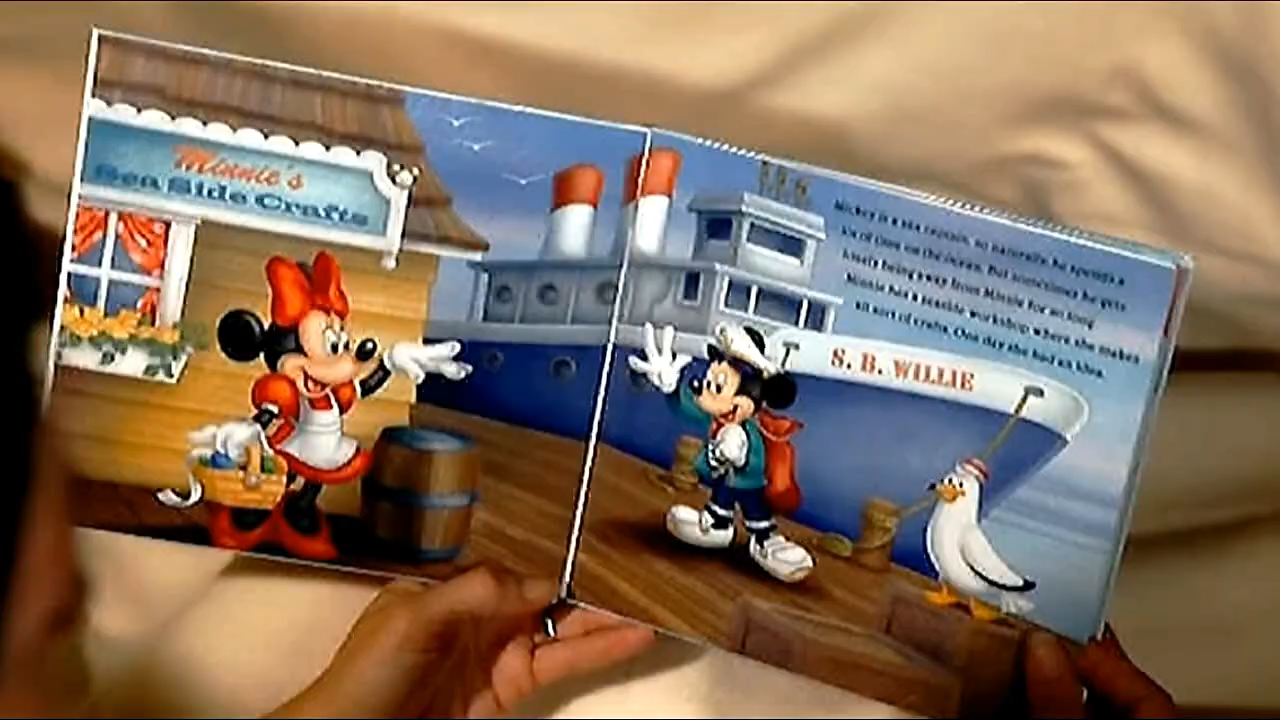 Minnie's
Sea Side Crafts
Mickey is a sea captain, so naturally, he spends a
lot of time on the ocean. But sometimes he gets
lonely being away from Minnie for so long.
Minnie has a seaside workshop where she makes
all sort of crafts. One day she had an idea.
S. B. WILLIE